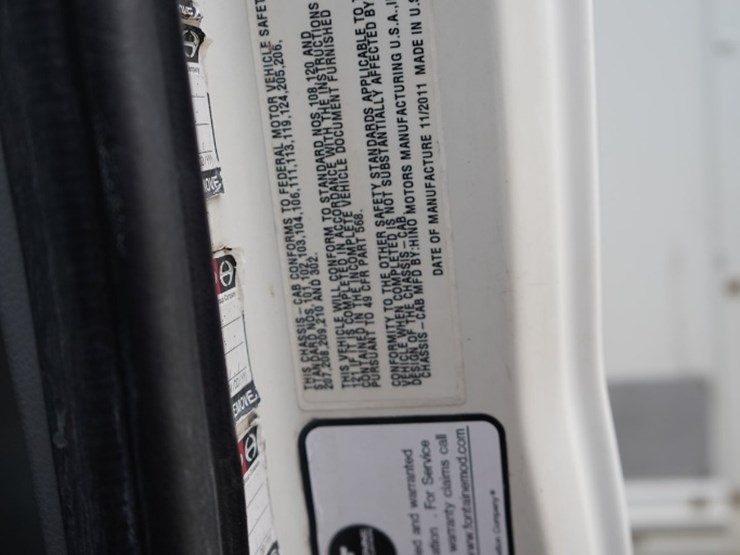 THIS CHASSIS-CAB CONFORMS TO FEDERAL MOTOR VEHICLE SAFET
STANDARD NOS. 101,102,103,104,106,111,113,119,124,205,206,
207,208,209,210 AND 302.
THIS VEHICLE WILL CONFORM TO STANDARD NOS. 108,120 AND
121 IF IT IS COMPLETED IN ACCORDANCE WITH THE INSTRUCTIONS
CONTAINED IN THE INCOMPLETE VEHICLE DOCUMENT FURNISHED
PURSUANT TO 49 CFR PART 568.
CONFORMITY TO THE OTHER SAFETY STANDARDS APPLICABLE TO
VEHICLE WHEN COMPLETED IS NOT SUBSTANTIALLY AFFECTED BY
DESIGN OF THE CHASSIS-CAB.
CHASSIS-CAB MFD BY:HINO MOTORS MANUFACTURING U.S.A.,I
DATE OF MANUFACTURE 11/2011 MADE IN U.S
ed and warranted
ation. For Service
warranty claims call
www.fontainemod.com
Company
EMOVE